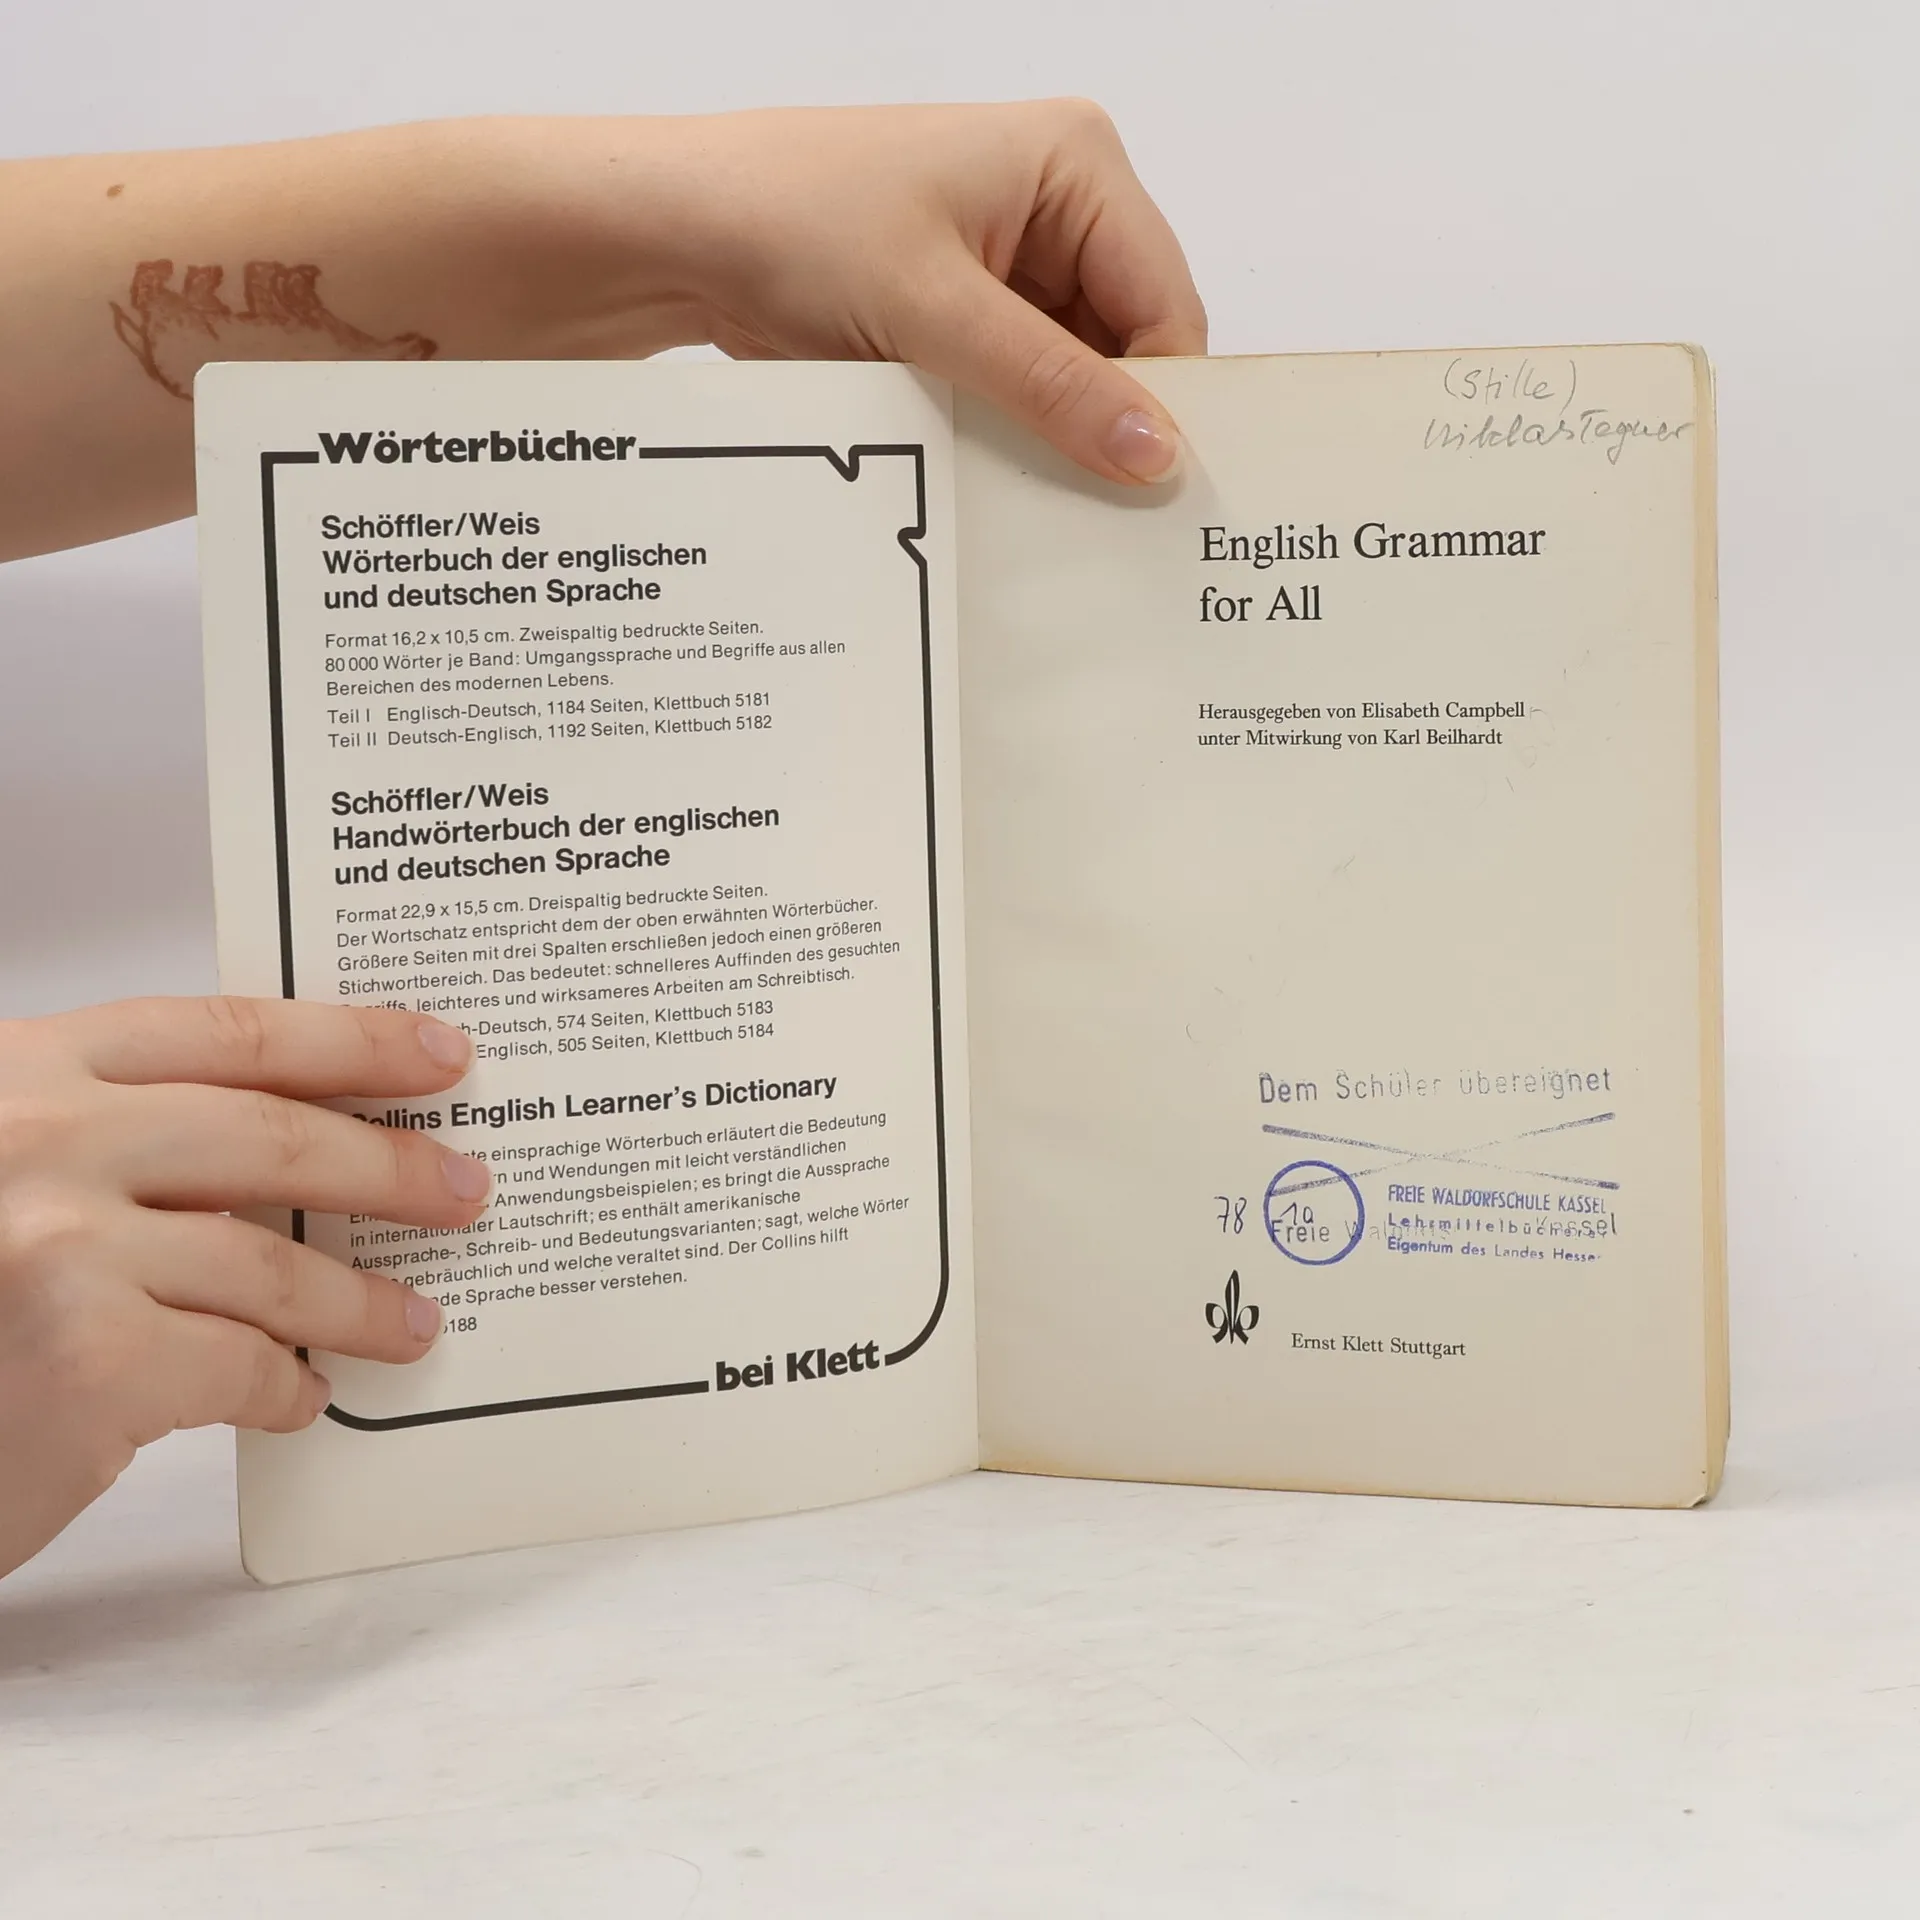 Wörterbücher
Schöffler/Weis
Wörterbuch der englischen
und deutschen Sprache
Format 16,2 x 10,5 cm. Zweispaltig bedruckte Seiten.
80 000 Wörter je Band: Umgangssprache und Begriffe aus allen
Bereichen des modernen Lebens.
Teil I Englisch-Deutsch, 1184 Seiten, Klettbuch 5181
Teil II Deutsch-Englisch, 1192 Seiten, Klettbuch 5182
Schöffler/Weis
Handwörterbuch der englischen
und deutschen Sprache
Format 22,9 x 15,5 cm. Dreispaltig bedruckte Seiten.
Der Wortschatz entspricht dem der oben erwähnten Wörterbücher.
Größere Seiten mit drei Spalten erschließen jedoch einen größeren
Stichwortbereich. Das bedeutet: schnelleres Auffinden des gesuchten
leichteres und wirksameres Arbeiten am Schreibtisch.
-Deutsch, 574 Seiten, Klettbuch 5183
Englisch, 505 Seiten, Klettbuch 5184
Collins English Learner's Dictionary
einsprachige Wörterbuch erläutert die Bedeutung
und Wendungen mit leicht verständlichen
Anwendungsbeispielen; es bringt die Aussprache
in internationaler Lautschrift; es enthält amerikanische
Aussprache-, Schreib- und Bedeutungsvarianten; sagt, welche Wörter
gebräuchlich und welche veraltet sind. Der Collins hilft
Sprache besser verstehen.
188
bei Klett
(Stille)
Niklas Tegner
English Grammar
for All
Herausgegeben von Elisabeth Campbell
unter Mitwirkung von Karl Beilhardt
Dem Schüler übereignet
78
1a
Freie Kassel
FREIE WALDORFSCHULE KASSEL
Lehrmittelbücherei
Eigentum des Landes Hessen
Ernst Klett Stuttgart